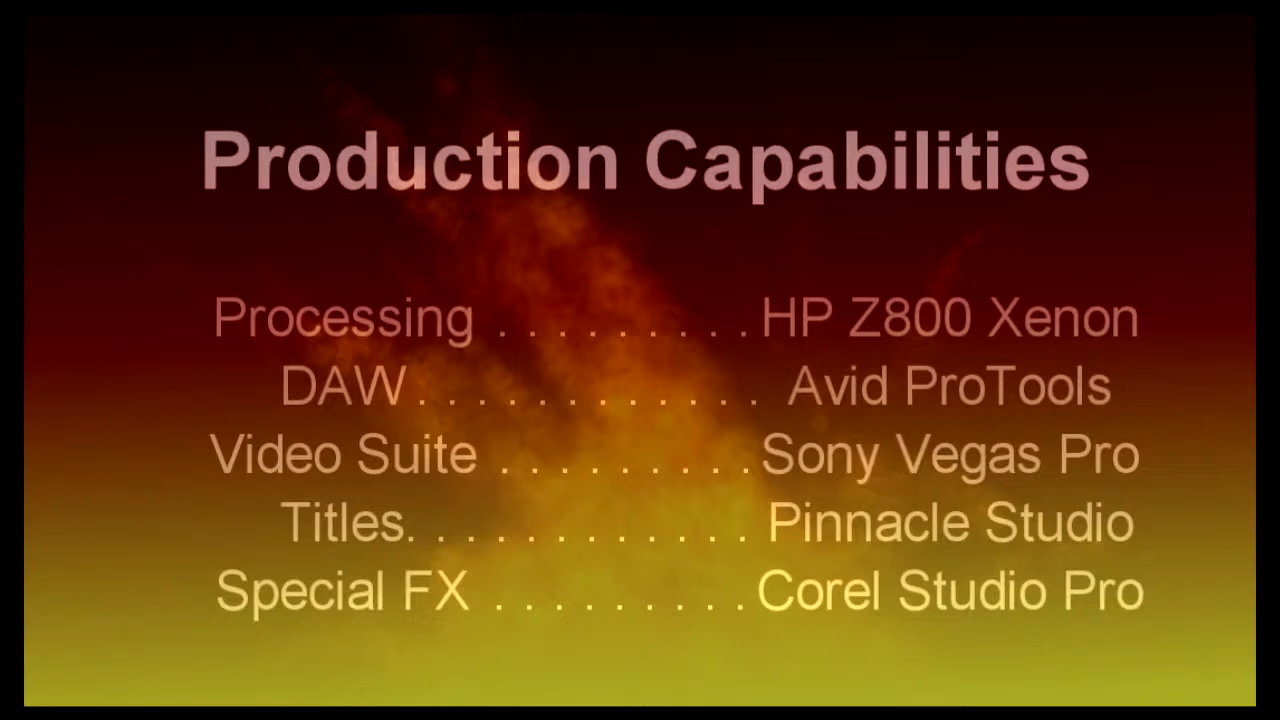 Production Capabilities
Processing . . . . . . . . . HP Z800 Xenon
DAW . . . . . . . . . . . . Avid ProTools
Video Suite . . . . . . . . . Sony Vegas Pro
Titles. . . . . . . . . . . . Pinnacle Studio
Special FX . . . . . . . . . Corel Studio Pro